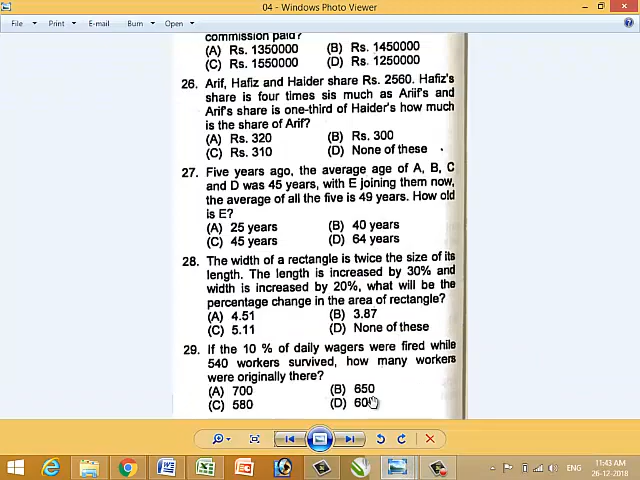 04 - Windows Photo Viewer
File Print E-mail Burn Open
commission paid?
(A) Rs. 1350000 (B) Rs. 1450000
(C) Rs. 1550000 (D) Rs. 1250000
26. Arif, Hafiz and Haider share Rs. 2560. Hafiz's
share is four times sis much as Ariif's and
Arif's share is one-third of Haider's how much
is the share of Arif?
(A) Rs. 320 (B) Rs. 300
(C) Rs. 310 (D) None of these
27. Five years ago, the average age of A, B, C
and D was 45 years, with E joining them now,
the average of all the five is 49 years. How old
is E?
(A) 25 years (B) 40 years
(C) 45 years (D) 64 years
28. The width of a rectangle is twice the size of its
length. The length is increased by 30% and
width is increased by 20%, what will be the
percentage change in the area of rectangle?
(A) 4.51 (B) 3.87
(C) 5.11 (D) None of these
29. If the 10 % of daily wagers were fired while
540 workers survived, how many workers
were originally there?
(A) 700 (B) 650
(C) 580 (D)
ENG
11:43 AM
26-12-2018